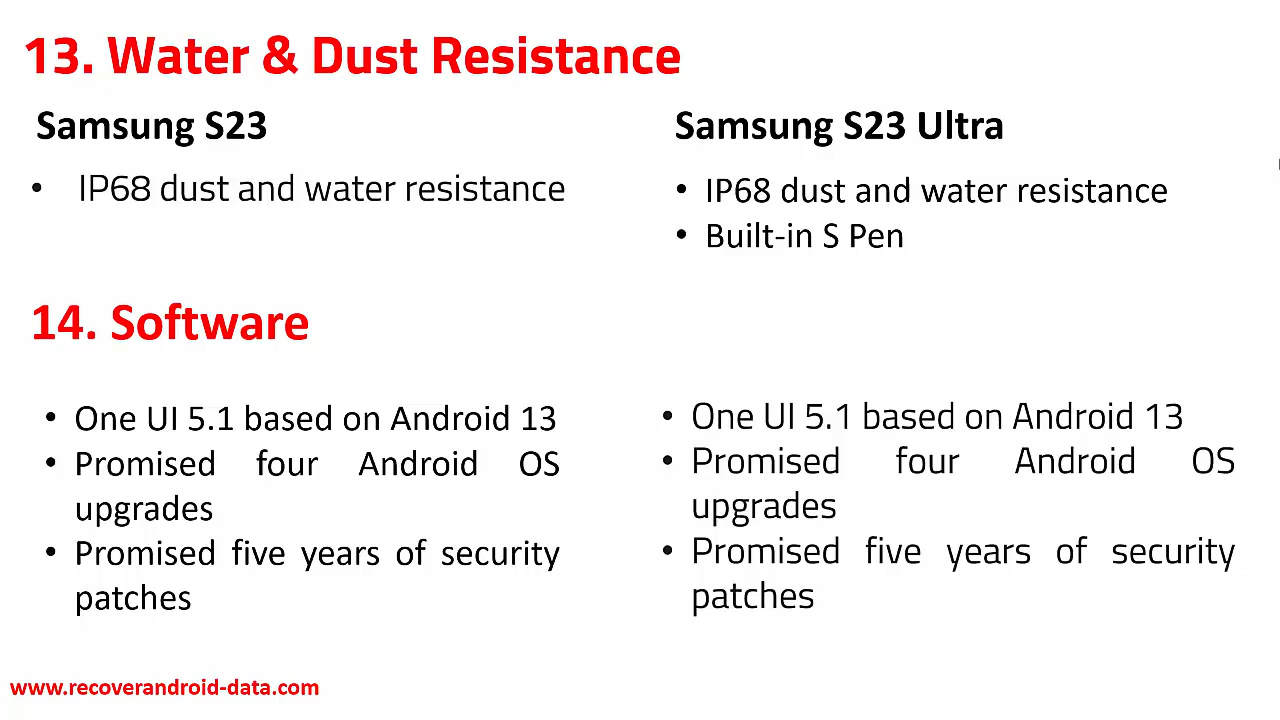 13. Water & Dust Resistance
Samsung S23
• IP68 dust and water resistance
Samsung S23 Ultra
• IP68 dust and water resistance
• Built-in S Pen
14. Software
• One UI 5.1 based on Android 13
• Promised four Android OS
upgrades
• Promised five years of security
patches
• One UI 5.1 based on Android 13
• Promised four Android OS
upgrades
• Promised five years of security
patches
www.recoverandroid-data.com